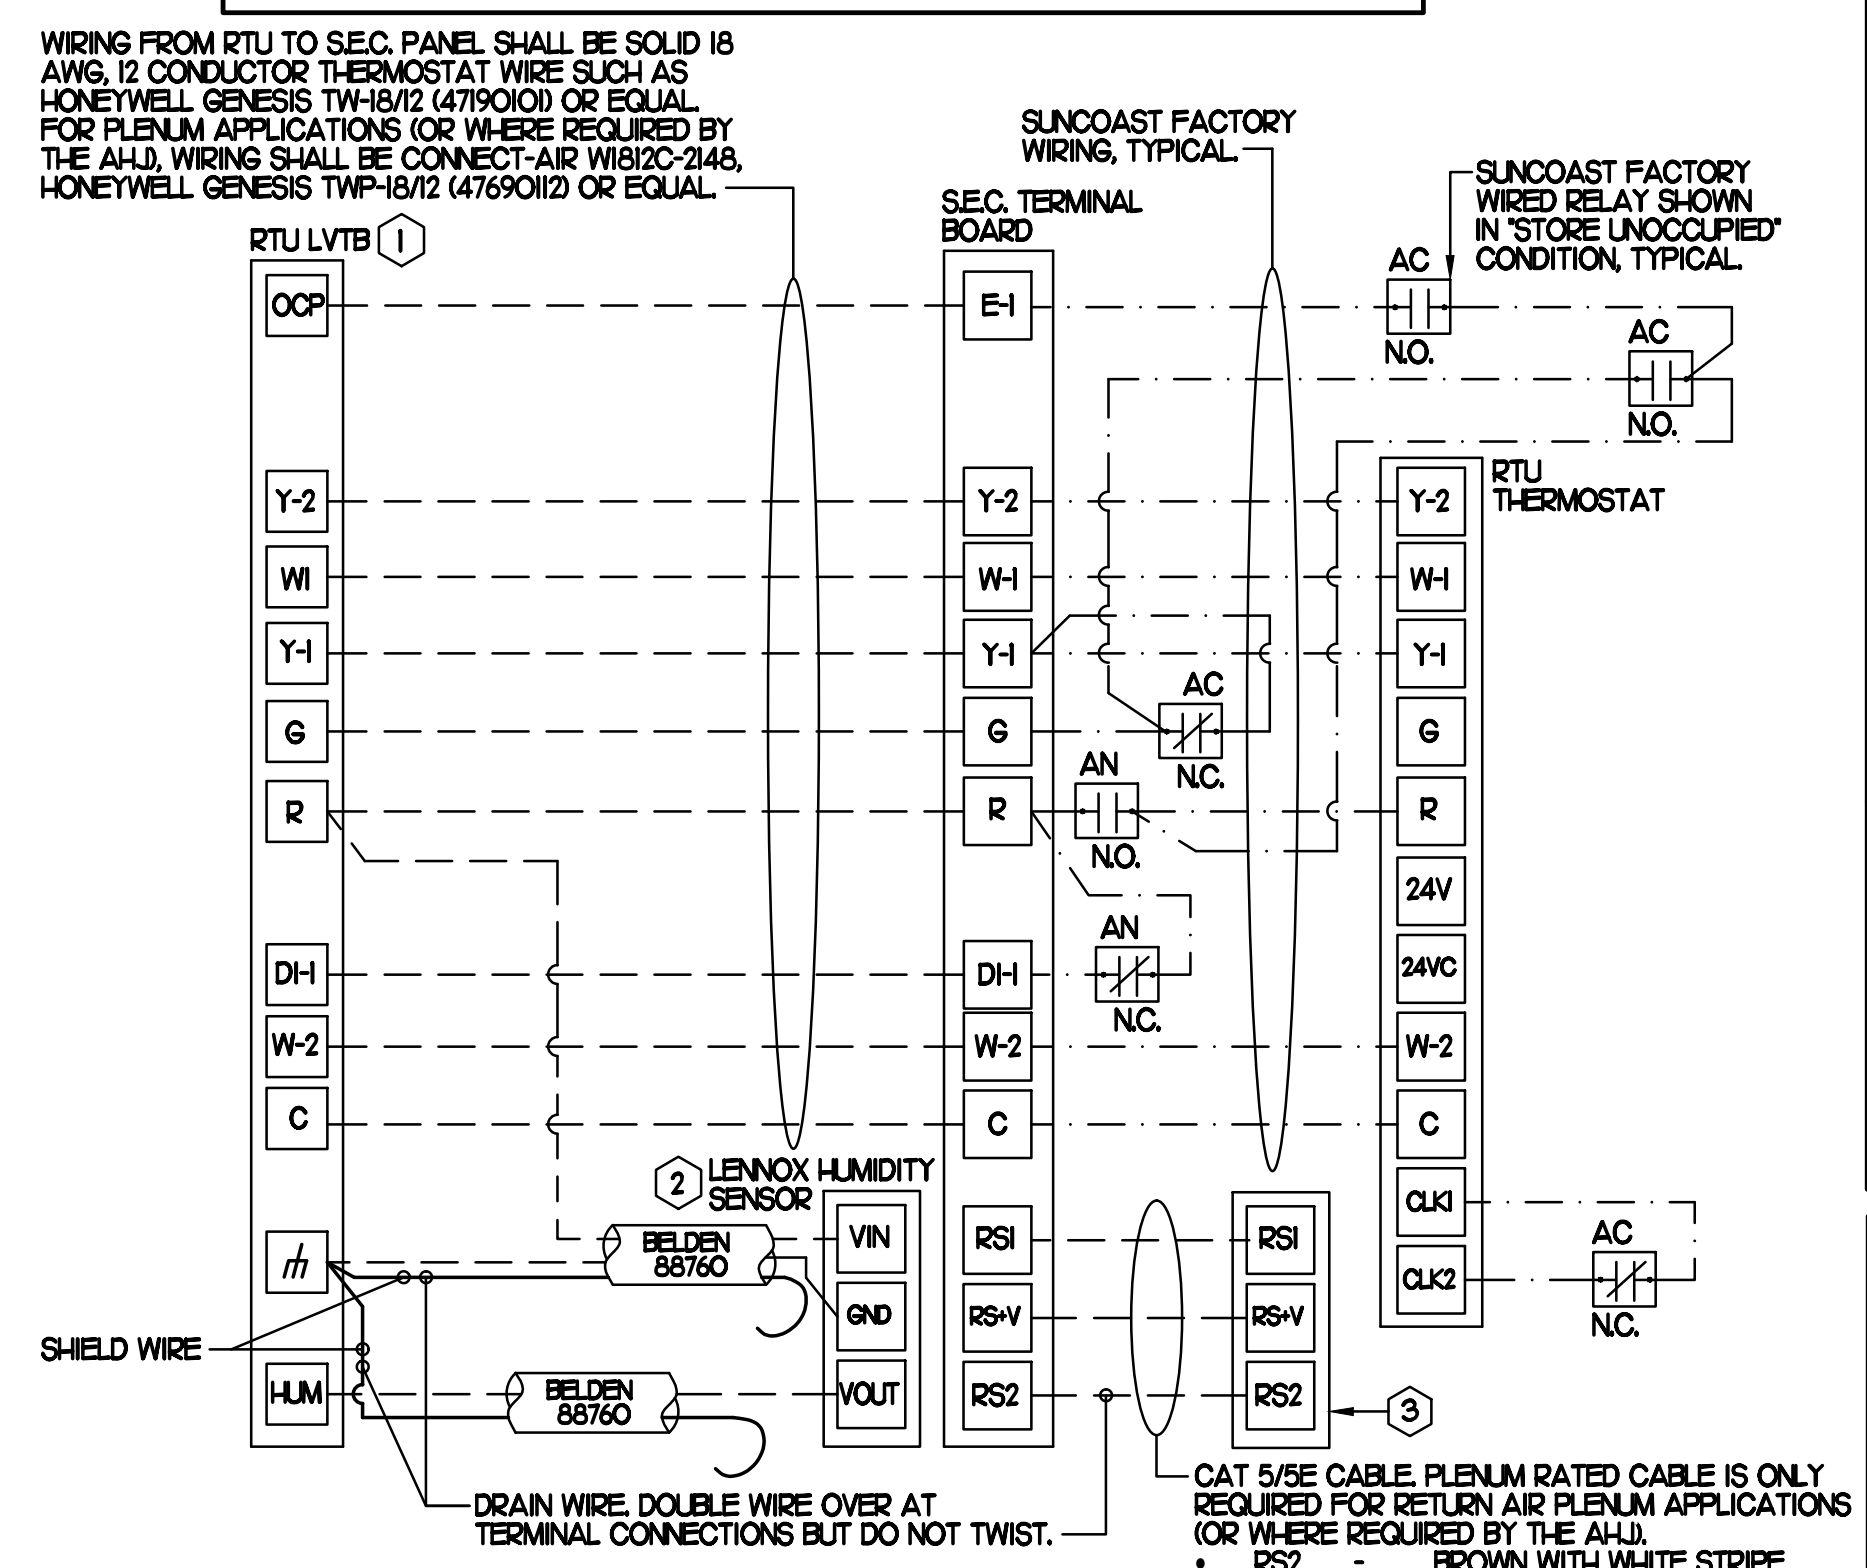 WIRING FROM RTU TO S.E.C. PANEL SHALL BE SOLID 18
AWG, 12 CONDUCTOR THERMOSTAT WIRE SUCH AS
HONEYWELL GENESIS TW-18/12 (47190101) OR EQUAL.
FOR PLENUM APPLICATIONS (OR WHERE REQUIRED BY
THE AHJ), WIRING SHALL BE CONNECT-AIR W1812C-2148,
HONEYWELL GENESIS TWP-18/12 (47690112) OR EQUAL.
SUNCOAST FACTORY
WIRING, TYPICAL.
SUNCOAST FACTORY
WIRED RELAY SHOWN
IN "STORE UNOCCUPIED"
CONDITION, TYPICAL.
RTU LVTB 1
OCP
Y-2
W1
Y-1
G
R
DI-1
W-2
C
HUM
S.E.C. TERMINAL
BOARD
E-1
Y-2
W-1
Y-1
G
R
DI-1
W-2
C
RS1
RS+V
RS2
AC
N.O.
AC
N.O.
AC
N.C.
AN
N.O.
AN
N.C.
RTU
THERMOSTAT
Y-2
W-1
Y-1
G
R
24V
24VC
W-2
C
CLK1
CLK2
AC
N.C.
2 LENNOX HUMIDITY
SENSOR
VIN
GND
VOUT
BELDEN
88760
BELDEN
88760
SHIELD WIRE
RS1
RS+V
RS2
3
DRAIN WIRE. DOUBLE WIRE OVER AT
TERMINAL CONNECTIONS BUT DO NOT TWIST.
CAT 5/5E CABLE. PLENUM RATED CABLE IS ONLY
REQUIRED FOR RETURN AIR PLENUM APPLICATIONS
(OR WHERE REQUIRED BY THE AHJ).
• RS2 - BROWN WITH WHITE STRIPE